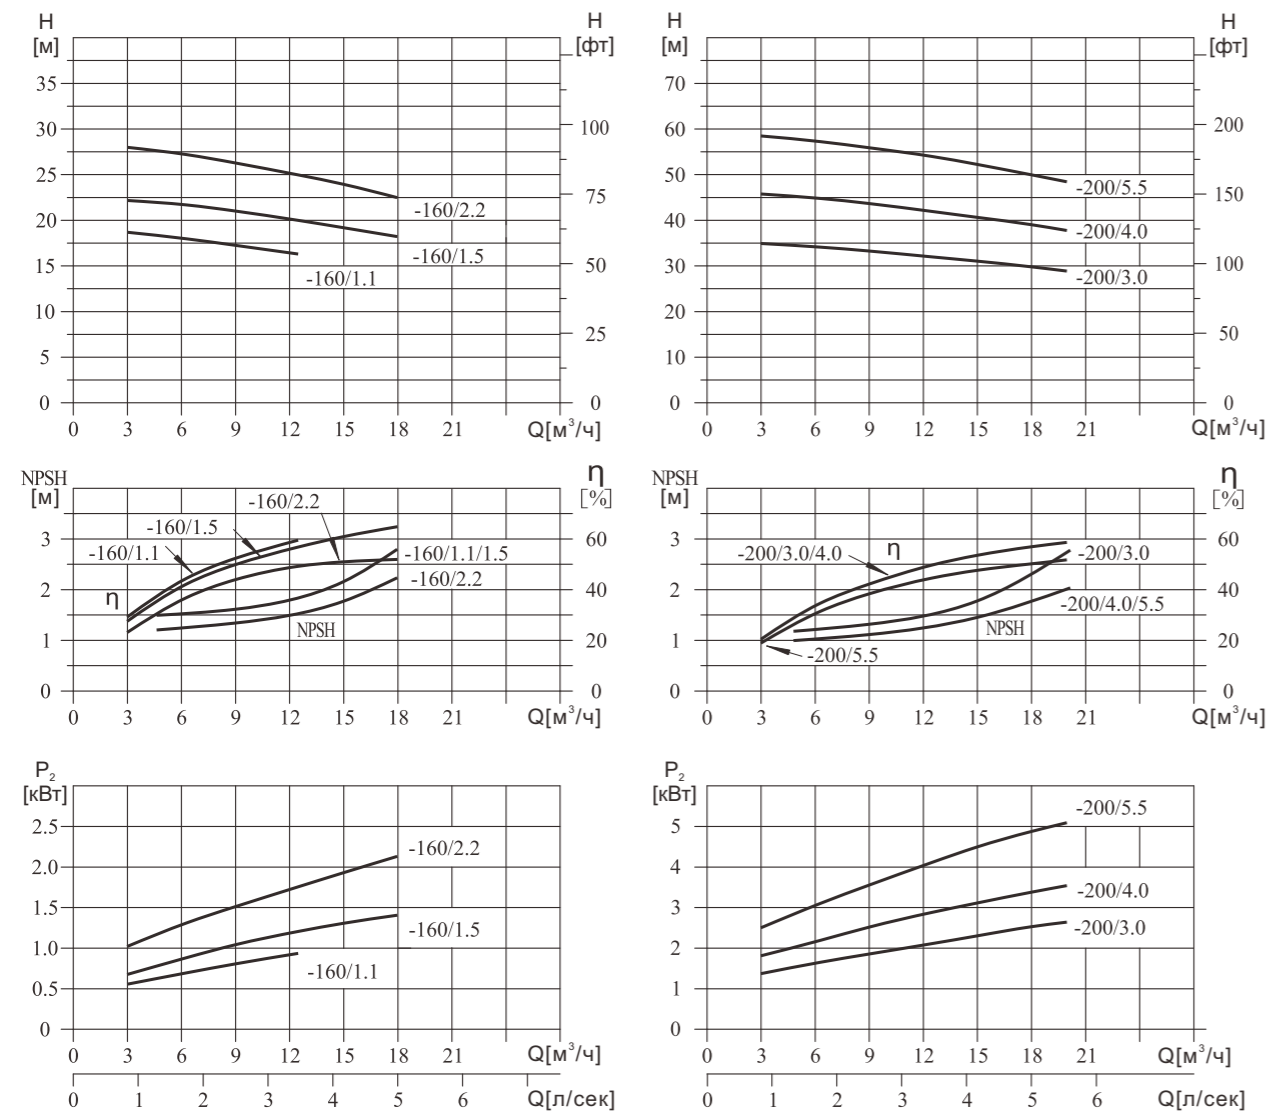 H
[м]
35
30
25
20
15
10
5
0
H
[фт]
100
75
50
25
0
-160/2.2
-160/1.5
-160/1.1
0 3 6 9 12 15 18 21 Q[м³/ч]
H
[м]
70
60
50
40
30
20
10
0
H
[фт]
200
150
100
50
0
-200/5.5
-200/4.0
-200/3.0
0 3 6 9 12 15 18 21 Q[м³/ч]
NPSH
[м]
3
2
1
0
η
[%]
60
40
20
0
-160/2.2
-160/1.5
-160/1.1
-160/1.1/1.5
-160/2.2
η
NPSH
0 3 6 9 12 15 18 21 Q[м³/ч]
NPSH
[м]
3
2
1
0
η
[%]
60
40
20
0
-200/3.0/4.0
η
-200/3.0
-200/4.0/5.5
NPSH
-200/5.5
0 3 6 9 12 15 18 21 Q[м³/ч]
P₂
[кВт]
2.5
2.0
1.5
1.0
0.5
0
-160/2.2
-160/1.5
-160/1.1
0 3 6 9 12 15 18 21 Q[м³/ч]
0 1 2 3 4 5 6 Q[л/сек]
P₂
[кВт]
5
4
3
2
1
0
-200/5.5
-200/4.0
-200/3.0
0 3 6 9 12 15 18 21 Q[м³/ч]
0 1 2 3 4 5 6 Q[л/сек]